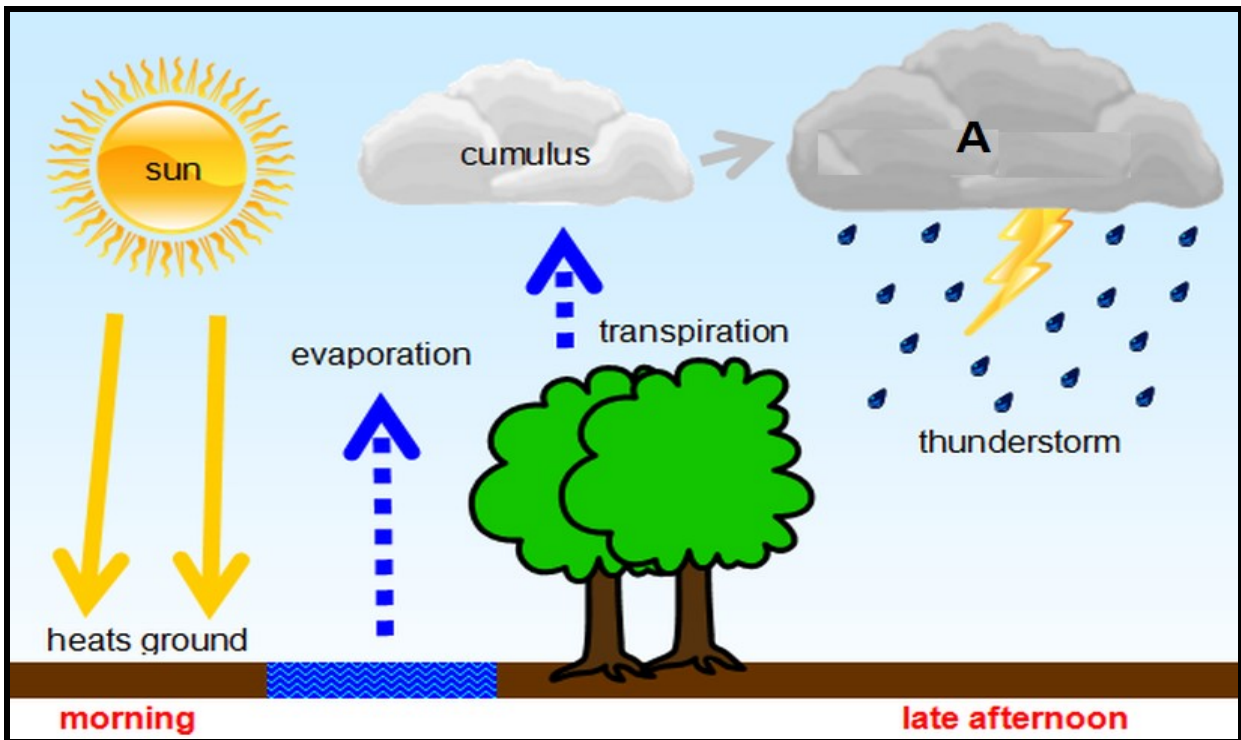 sun
cumulus
A
evaporation
transpiration
thunderstorm
heats ground
morning
late afternoon